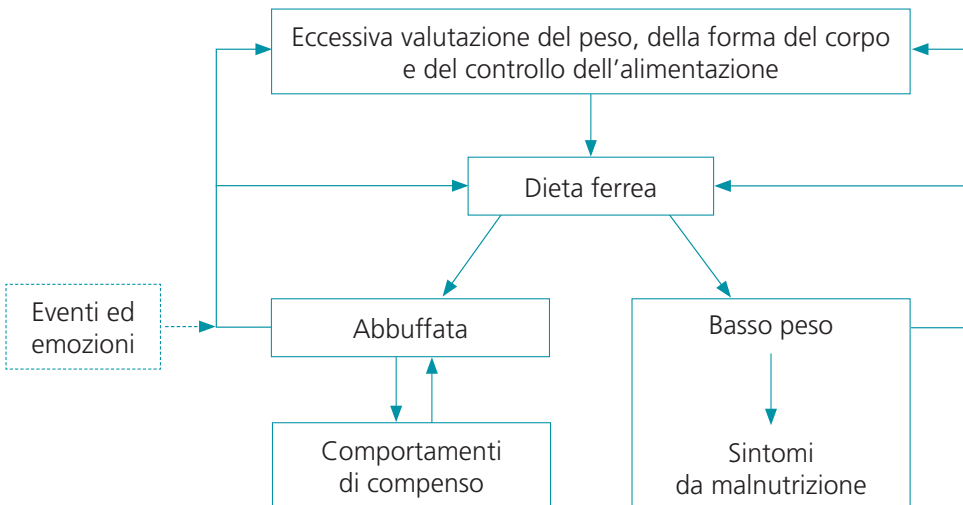 Eccessiva valutazione del peso, della forma del corpo
e del controllo dell'alimentazione
Dieta ferrea
Eventi ed
emozioni
Abbuffata
Basso peso
Comportamenti
di compenso
Sintomi
da malnutrizione